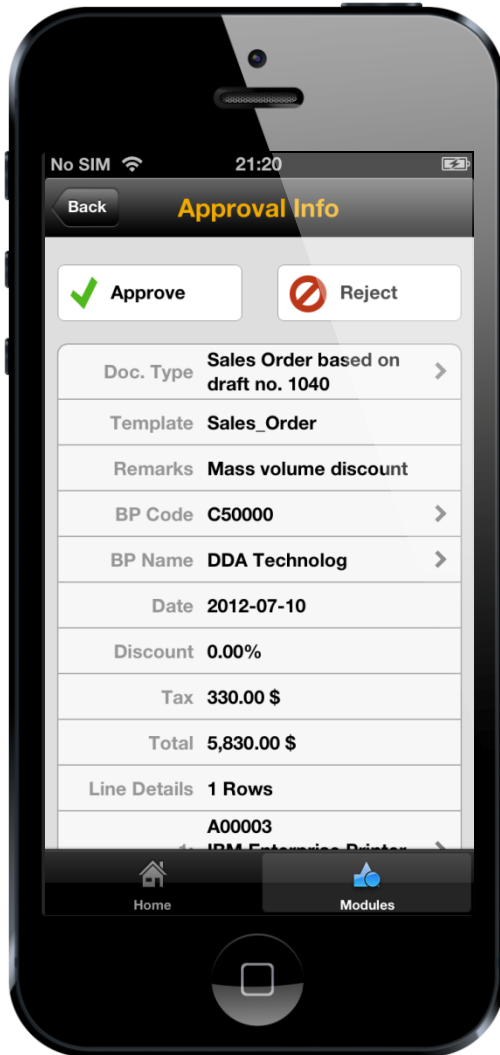 No SIM 21:20
Back Approval Info
Approve Reject
Doc. Type Sales Order based on
draft no. 1040
Template Sales_Order
Remarks Mass volume discount
BP Code C50000
BP Name DDA Technolog
Date 2012-07-10
Discount 0.00%
Tax 330.00 $
Total 5,830.00 $
Line Details 1 Rows
A00003
Enterprise Printer
Home Modules